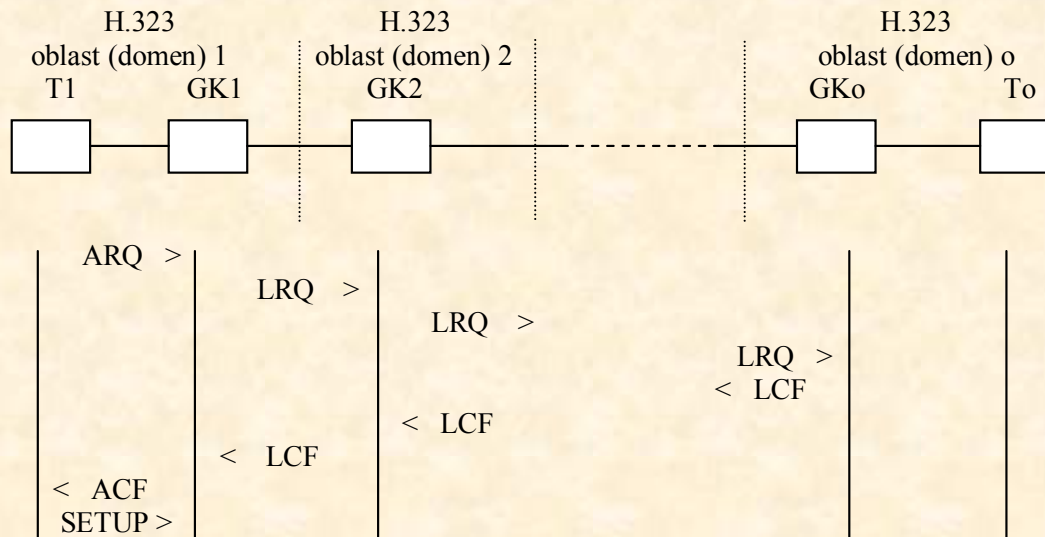 H.323 H.323 H.323
oblast (domen) 1 oblast (domen) 2 oblast (domen) o
T1 GK1 GK2 GKo To
ARQ >
LRQ >
LRQ >
LRQ >
< LCF
< LCF
< LCF
< ACF
SETUP >